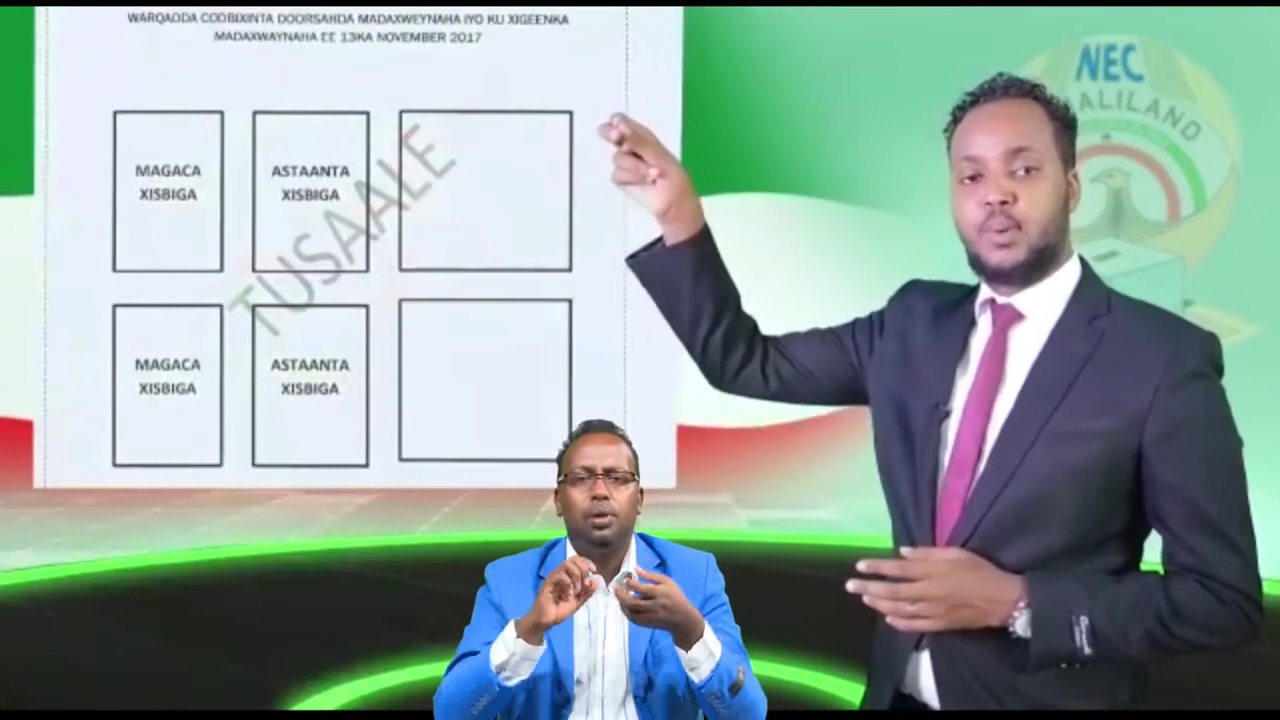 WARQADDA CODBIXINTA DOORSAHDA MADAXWEYNAHA IYO KU XIGEENKA
MADAXWAYNAHA EE 13KA NOVEMBER 2017
MAGACA
XISBIGA
ASTAANTA
XISBIGA
TUSAALE
MAGACA
XISBIGA
ASTAANTA
XISBIGA
NEC